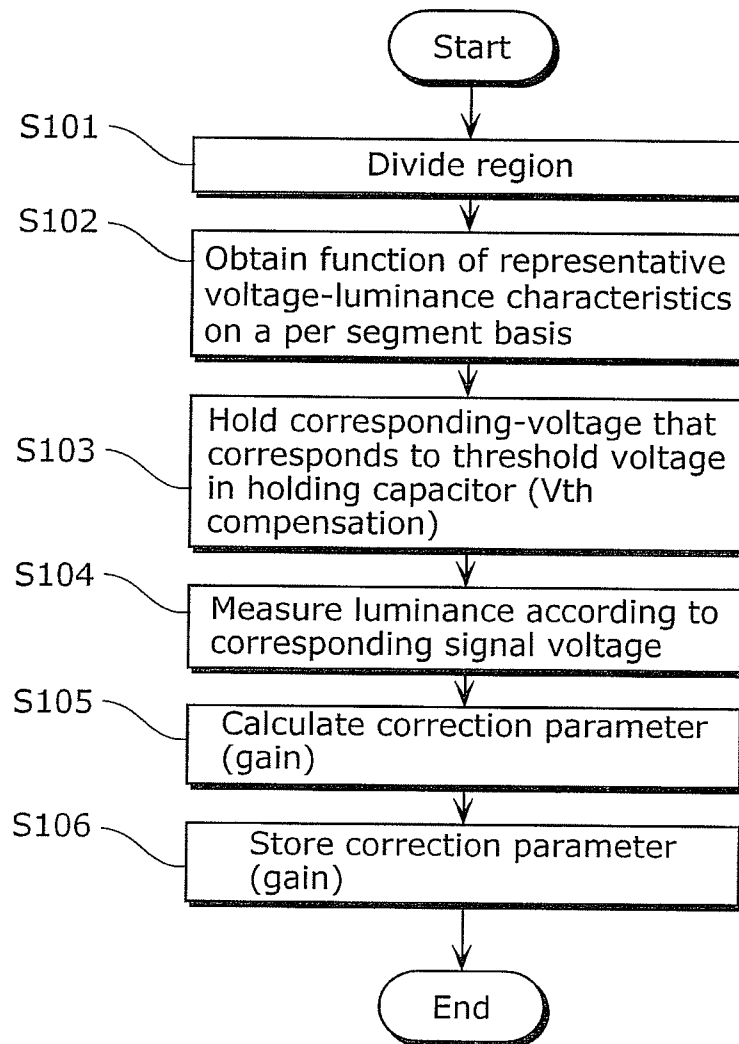 Start
S101
Divide region
S102
Obtain function of representative
voltage-luminance characteristics
on a per segment basis
S103
Hold corresponding-voltage that
corresponds to threshold voltage
in holding capacitor (Vth
compensation)
S104
Measure luminance according to
corresponding signal voltage
S105
Calculate correction parameter
(gain)
S106
Store correction parameter
(gain)
End